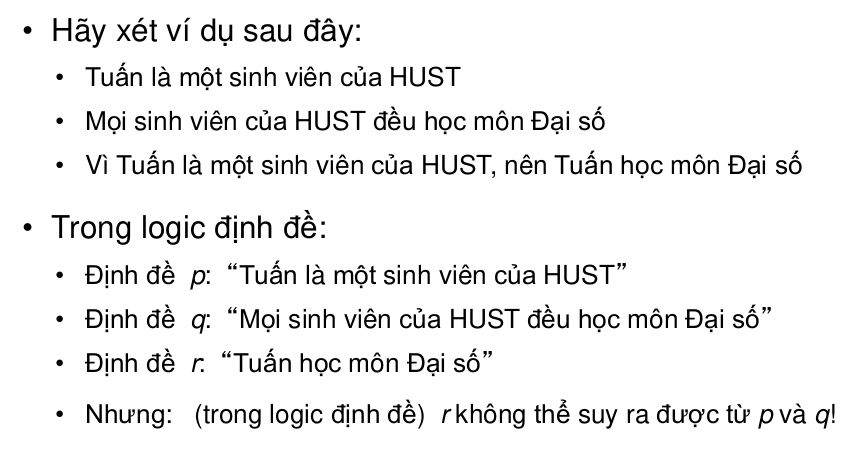 • Hãy xét ví dụ sau đây:
• Tuấn là một sinh viên của HUST
• Mọi sinh viên của HUST đều học môn Đại số
• Vì Tuấn là một sinh viên của HUST, nên Tuấn học môn Đại số
• Trong logic định đề:
• Định đề p: “Tuấn là một sinh viên của HUST”
• Định đề q: “Mọi sinh viên của HUST đều học môn Đại số”
• Định đề r: “Tuấn học môn Đại số”
• Nhưng: (trong logic định đề) r không thể suy ra được từ p và q!